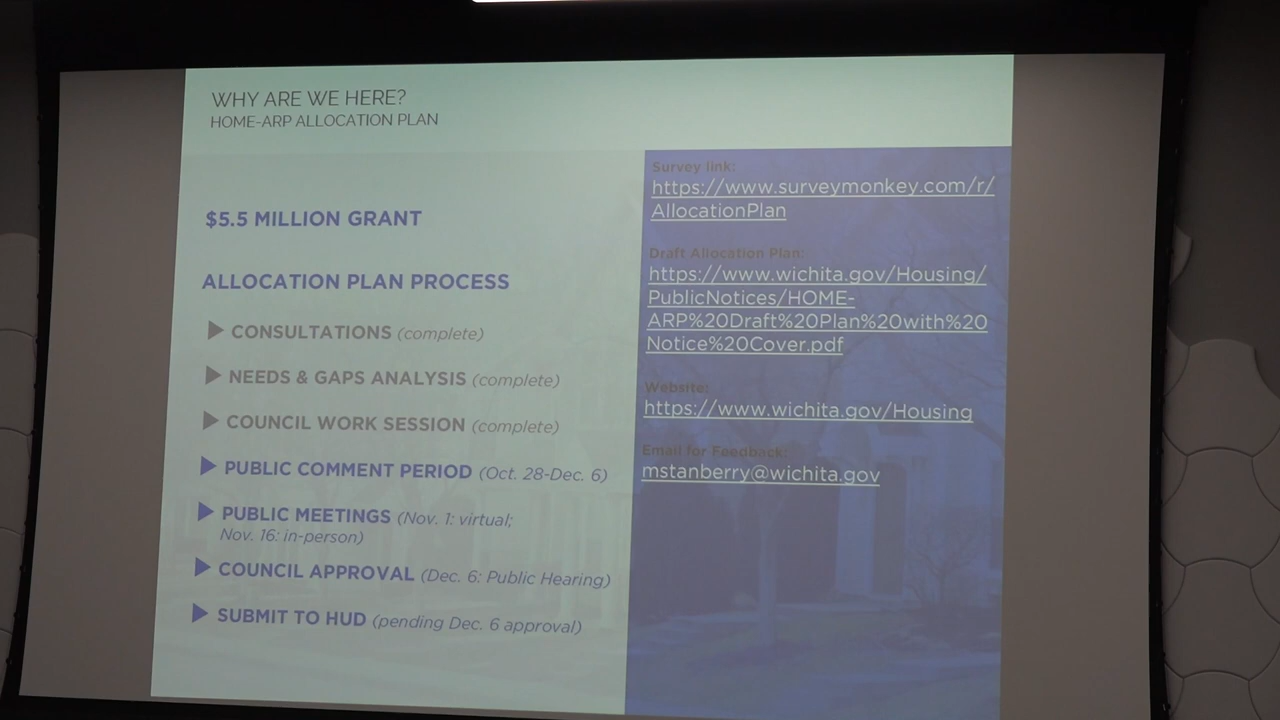 WHY ARE WE HERE?
HOME-ARP ALLOCATION PLAN
$5.5 MILLION GRANT
ALLOCATION PLAN PROCESS
CONSULTATIONS (complete)
NEEDS & GAPS ANALYSIS (complete)
COUNCIL WORK SESSION (complete)
PUBLIC COMMENT PERIOD (Oct. 28-Dec. 6)
PUBLIC MEETINGS (Nov. 1: virtual;
Nov. 16: in-person)
COUNCIL APPROVAL (Dec. 6: Public Hearing)
SUBMIT TO HUD (pending Dec. 6 approval)
Survey link:
https://www.surveymonkey.com/r/
AllocationPlan
Draft Allocation Plan:
https://www.wichita.gov/Housing/
PublicNotices/HOME-
ARP%20Draft%20Plan%20with%20
Notice%20Cover.pdf
Website:
https://www.wichita.gov/Housing
Email for Feedback:
mstanberry@wichita.gov